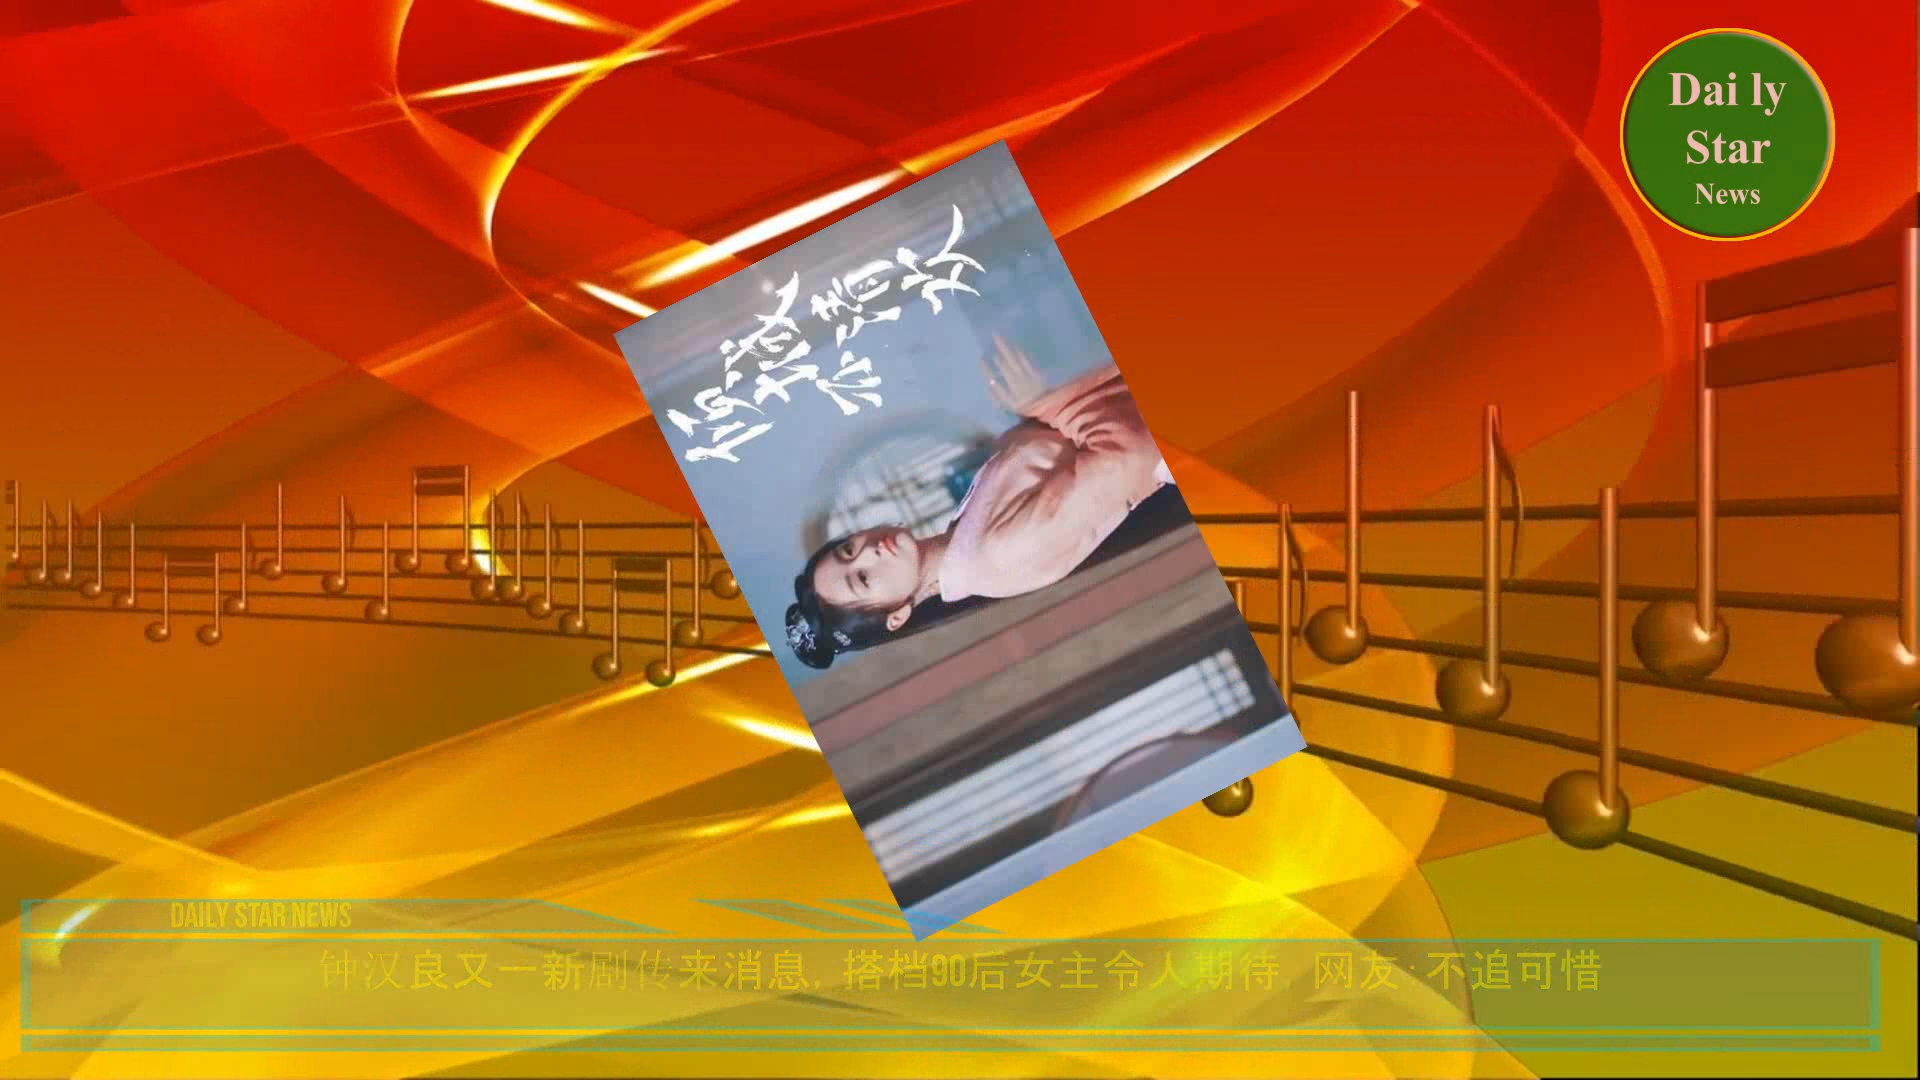 Dai ly
Star
News
DAILY STAR NEWS
钟汉良又一新剧传来消息, 搭档90后女主令人期待, 网友·不追可惜